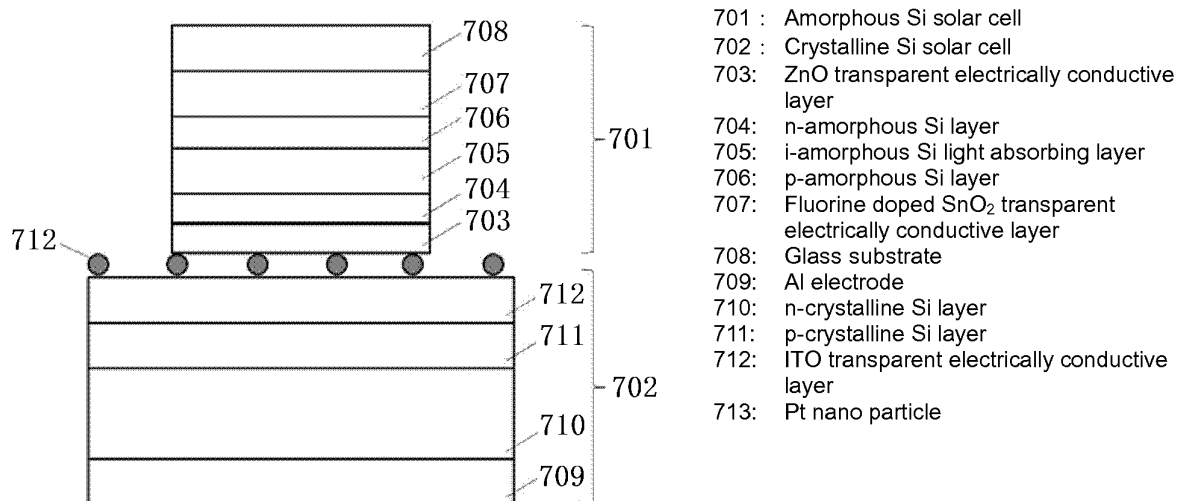 708
707
706
705
704
703
701
712
712
711
710
709
702
701 : Amorphous Si solar cell
702 : Crystalline Si solar cell
703: ZnO transparent electrically conductive
layer
704: n-amorphous Si layer
705: i-amorphous Si light absorbing layer
706: p-amorphous Si layer
707: Fluorine doped SnO₂ transparent
electrically conductive layer
708: Glass substrate
709: Al electrode
710: n-crystalline Si layer
711: p-crystalline Si layer
712: ITO transparent electrically conductive
layer
713: Pt nano particle